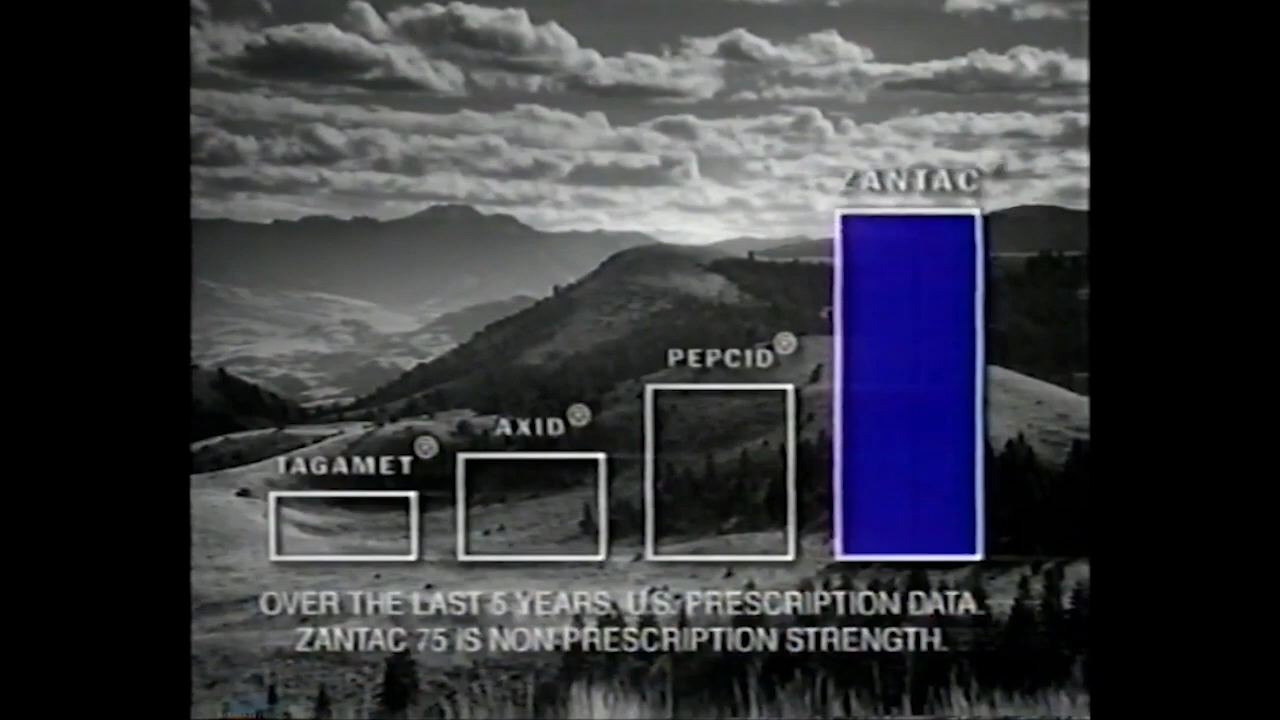 ZANTAC®
PEPCID®
AXID®
TAGAMET®
OVER THE LAST 5 YEARS, U.S. PRESCRIPTION DATA.
ZANTAC 75 IS NON-PRESCRIPTION STRENGTH.